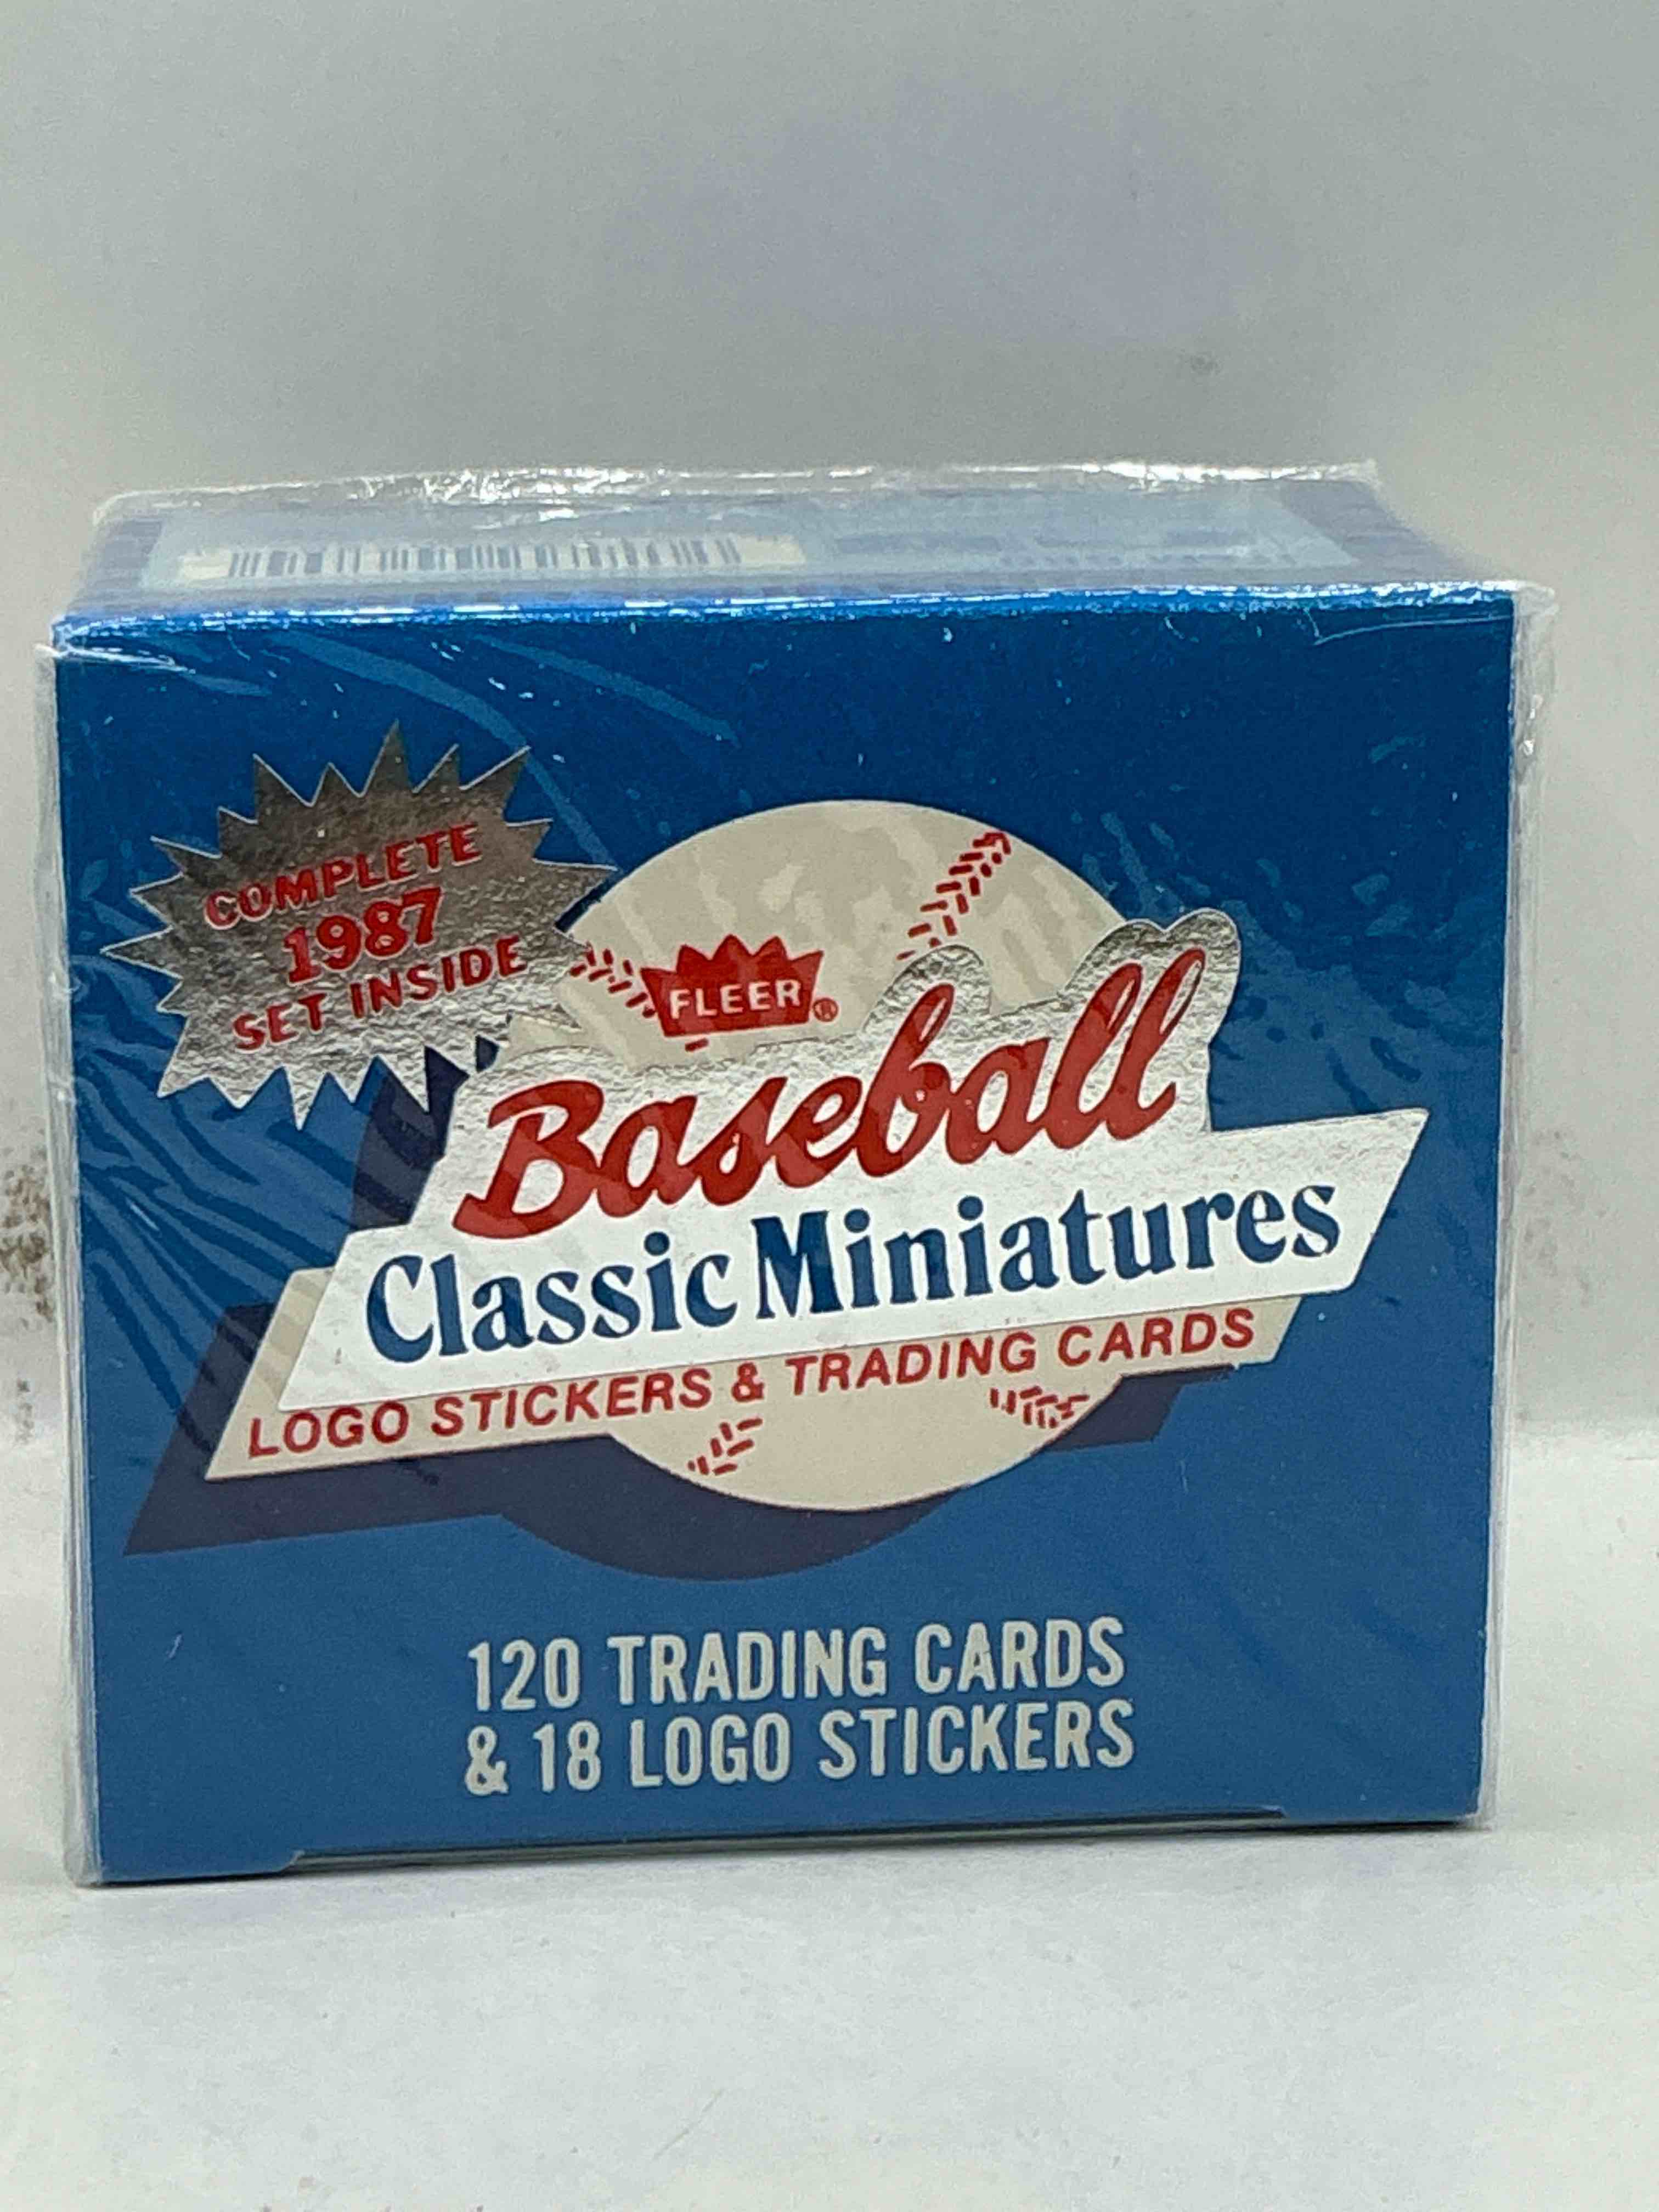 COMPLETE
1987
SET INSIDE
FLEER®
Baseball
Classic Miniatures
LOGO STICKERS & TRADING CARDS
120 TRADING CARDS
& 18 LOGO STICKERS